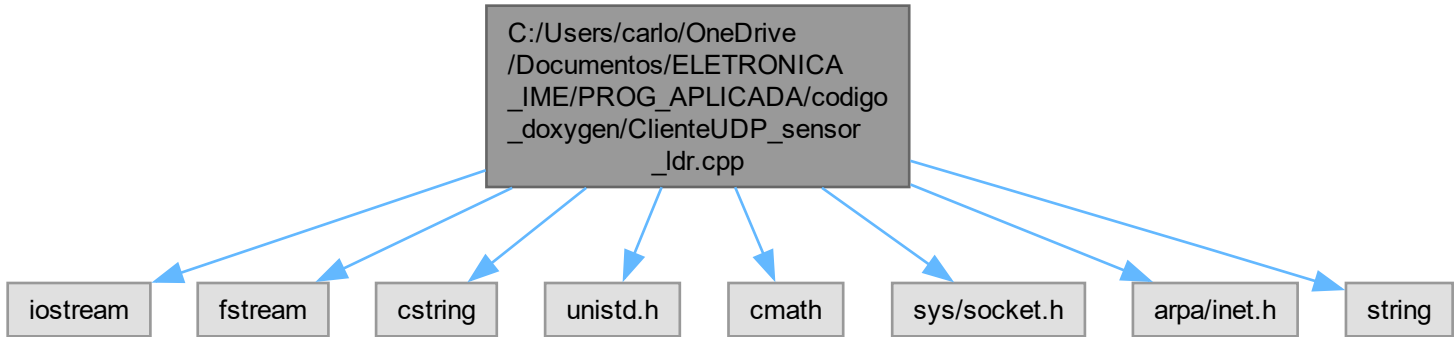 C:/Users/carlo/OneDrive
/Documentos/ELETRONICA
_IME/PROG_APLICADA/codigo
_doxygen/ClienteUDP_sensor
_ldr.cpp
iostream
fstream
cstring
unistd.h
cmath
sys/socket.h
arpa/inet.h
string